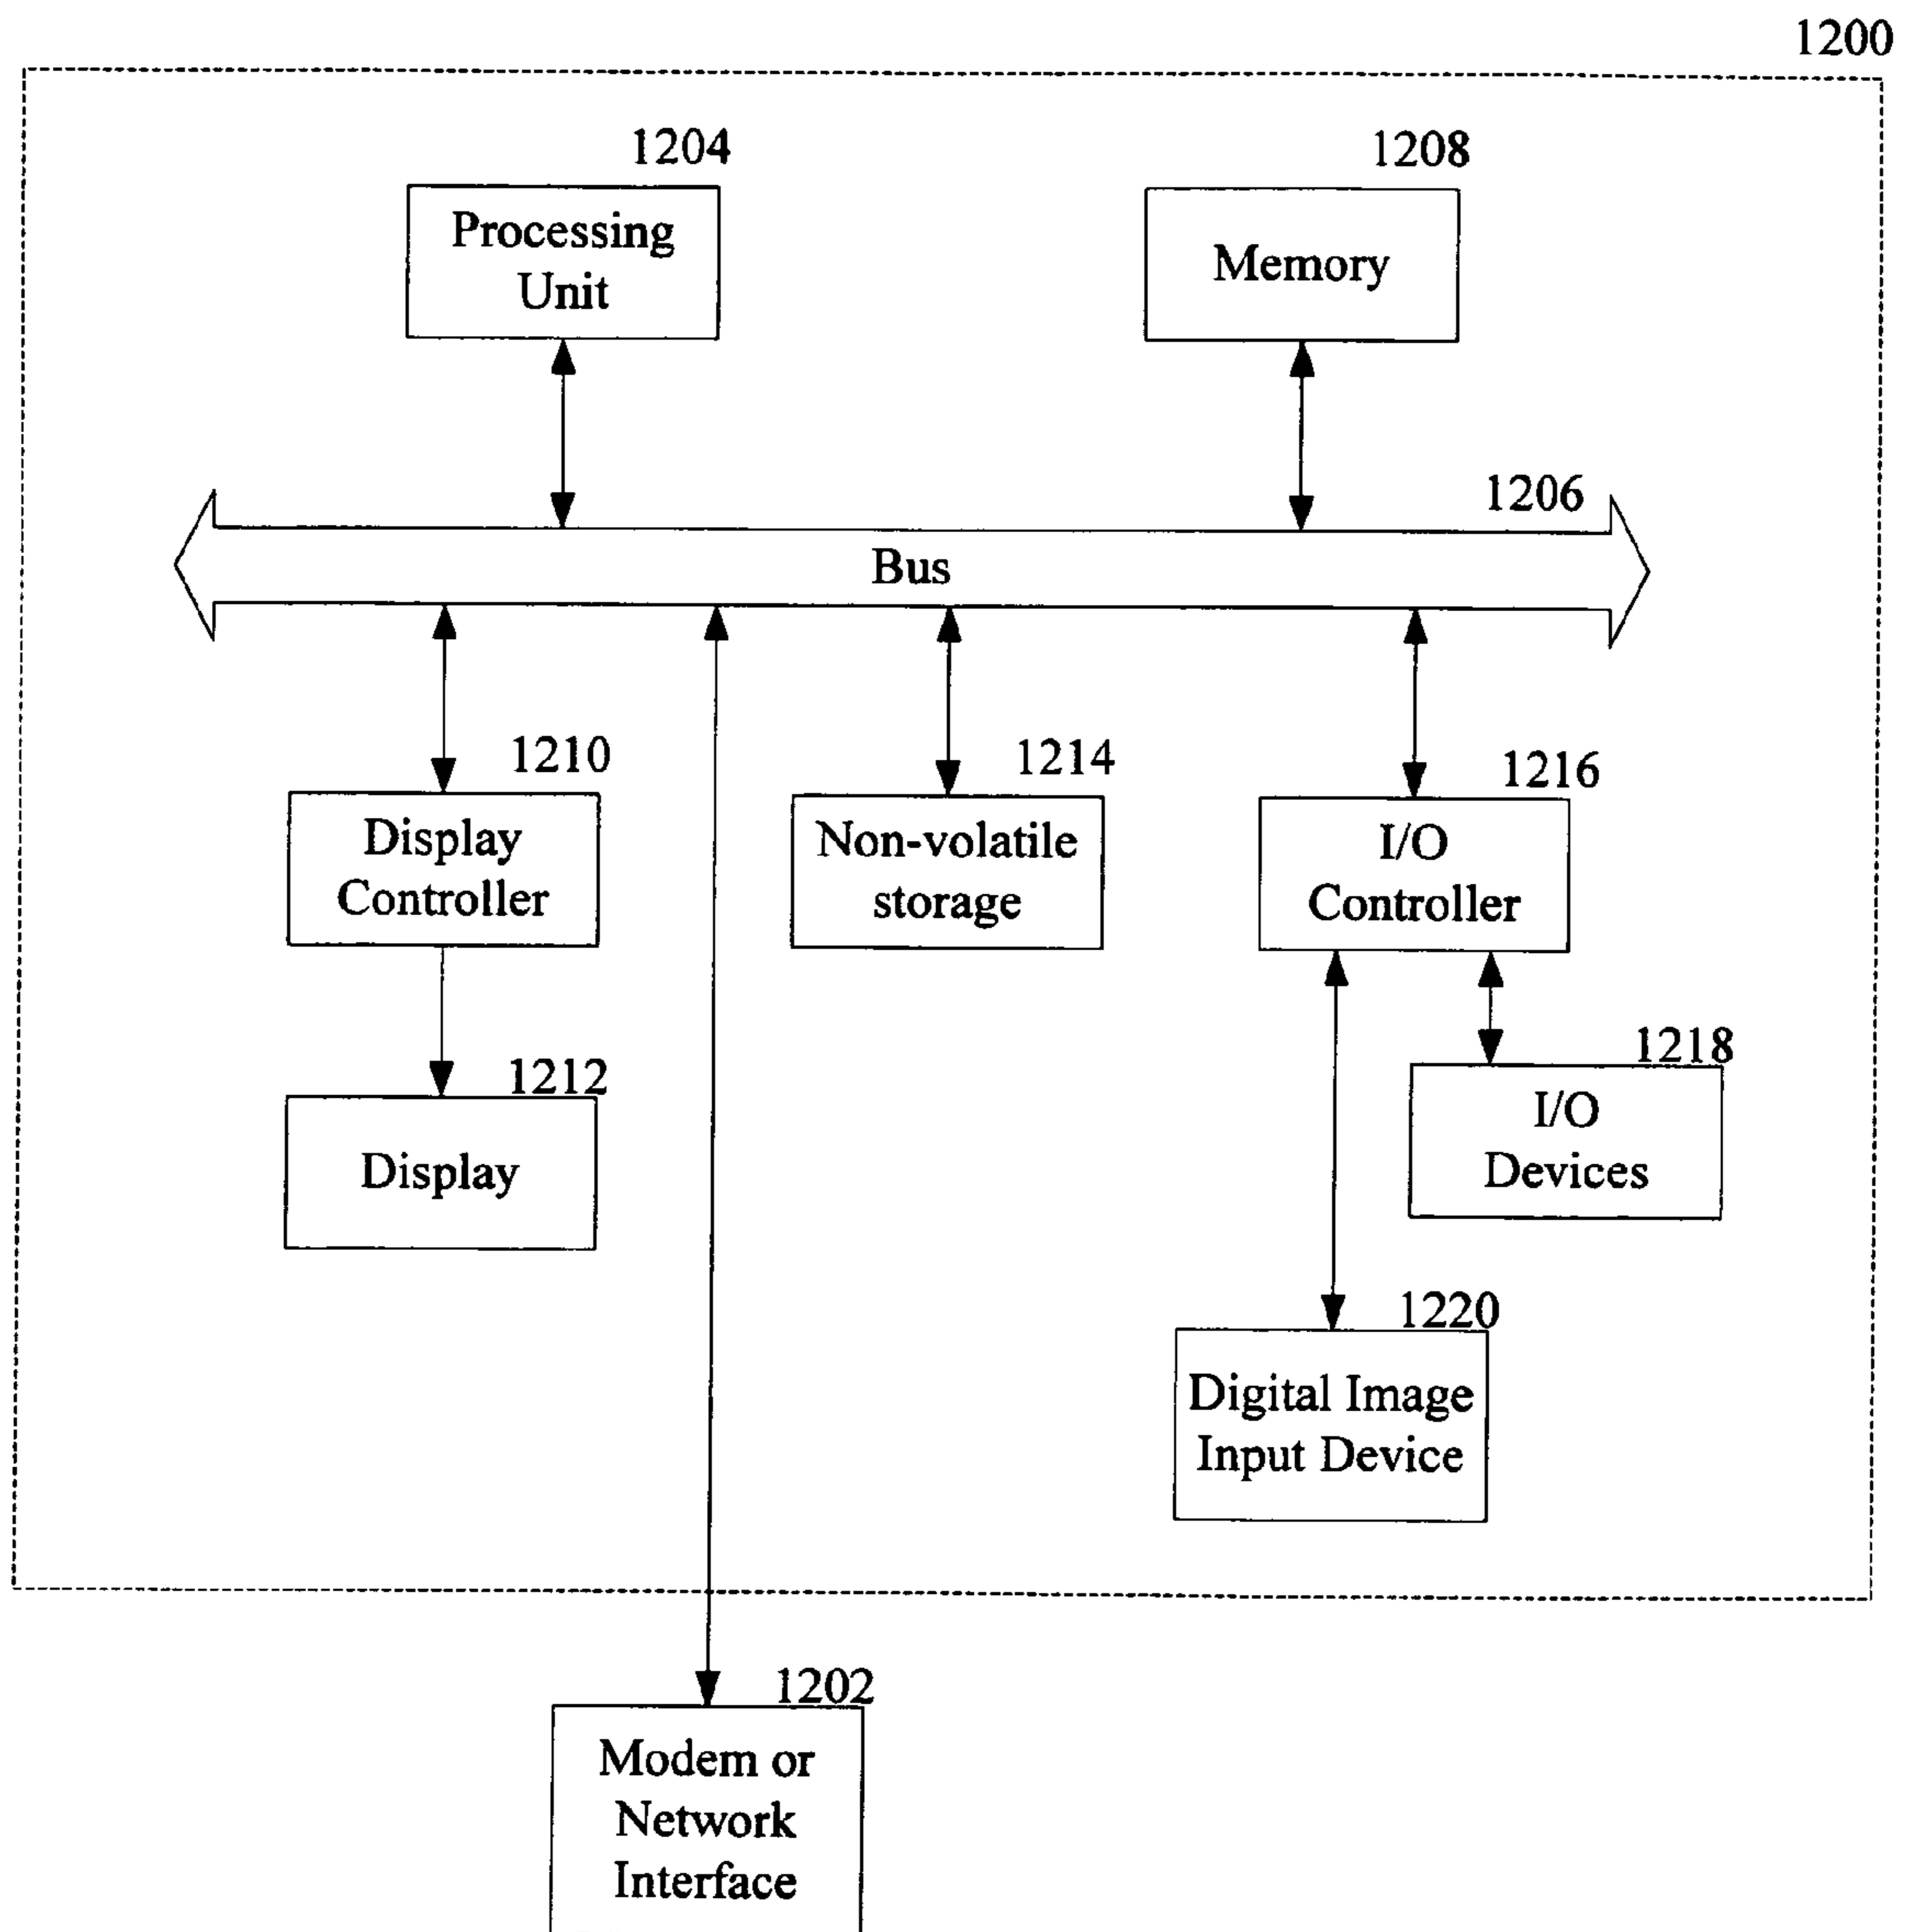 1200
1204
Processing
Unit
1208
Memory
1206
Bus
1210
Display
Controller
1214
Non-volatile
storage
1216
I/O
Controller
1212
Display
1218
I/O
Devices
1220
Digital Image
Input Device
1202
Modem or
Network
Interface